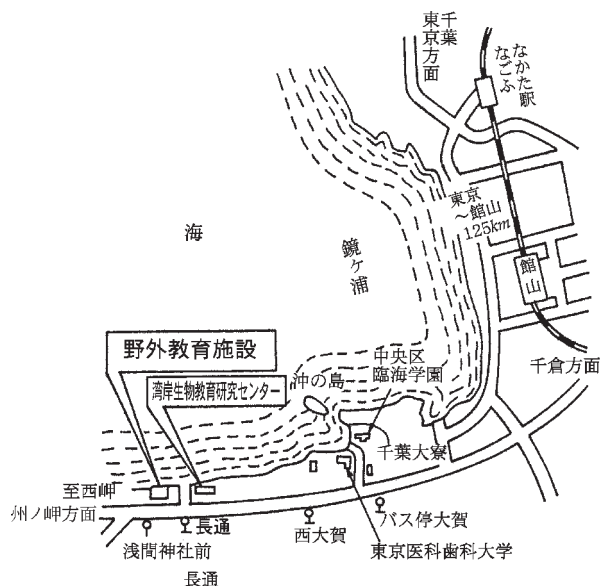 千葉
東京方面
なかた駅
なごふ
東京
～館山
125km
館山
千倉方面
海
鏡ヶ浦
野外教育施設
湾岸生物教育研究センター
沖の島
中央区
臨海学園
千葉大寮
至西岬
州ノ岬方面
浅間神社前
長通
西大賀
バス停大賀
東京医科歯科大学
長通